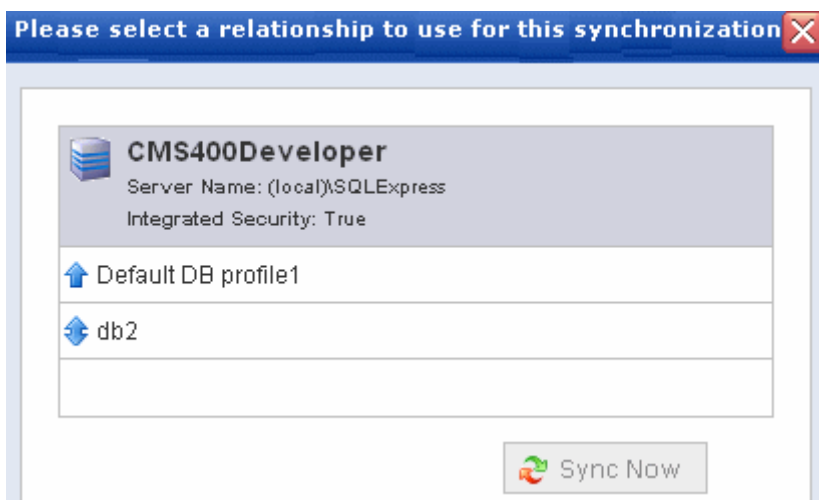 Please select a relationship to use for this synchronization
CMS400Developer
Server Name: (local)\SQLExpress
Integrated Security: True
Default DB profile1
db2
Sync Now